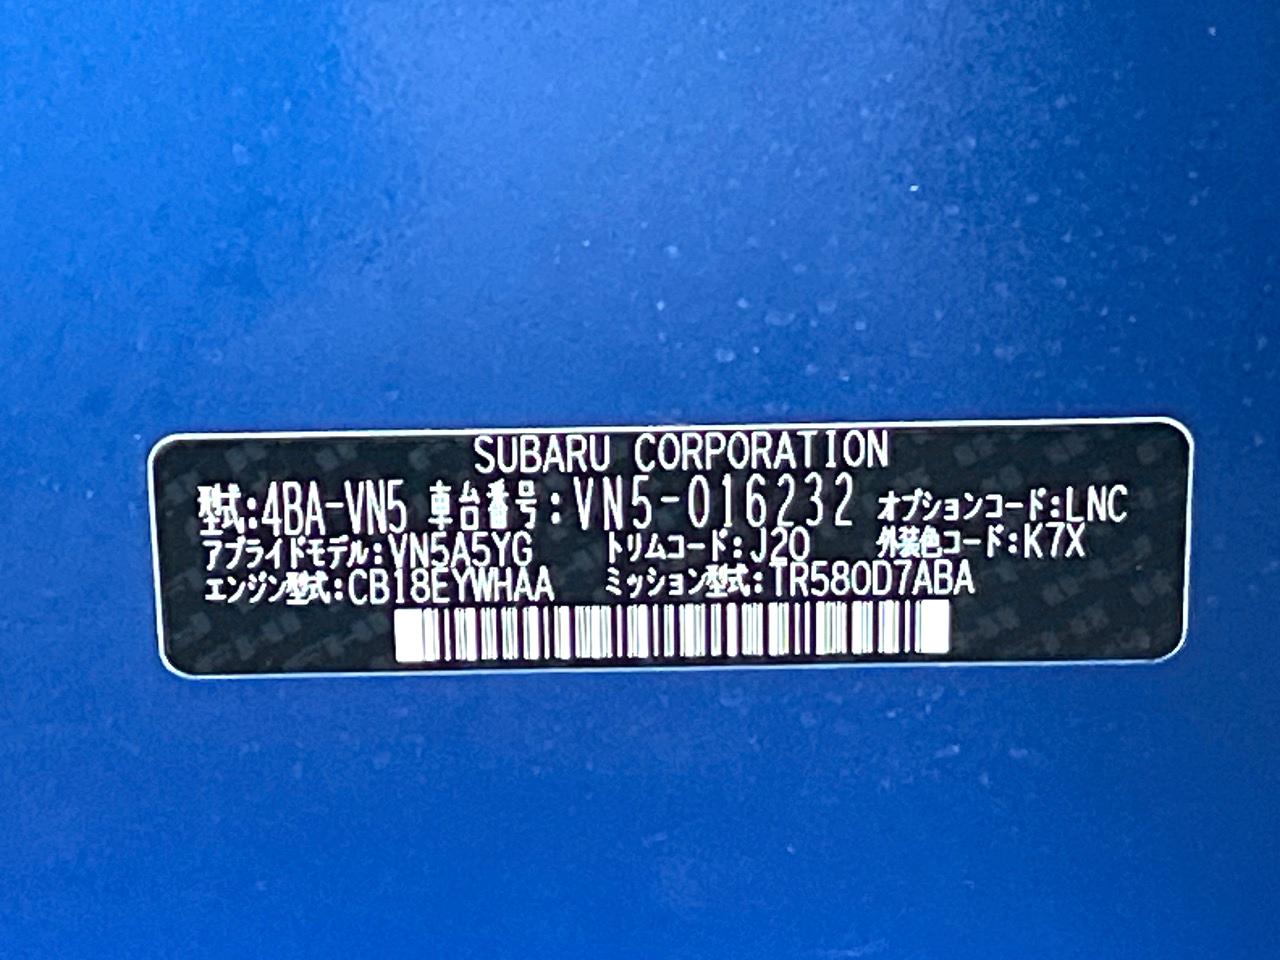 SUBARU CORPORATION
型式:4BA-VN5 車台番号:VN5-016232 オプションコード:LNC
アプライドモデル:VN5A5YG トリムコード:J20 外装色コード:K7X
エンジン型式:CB18EYWHAA ミッション型式:TR580D7ABA